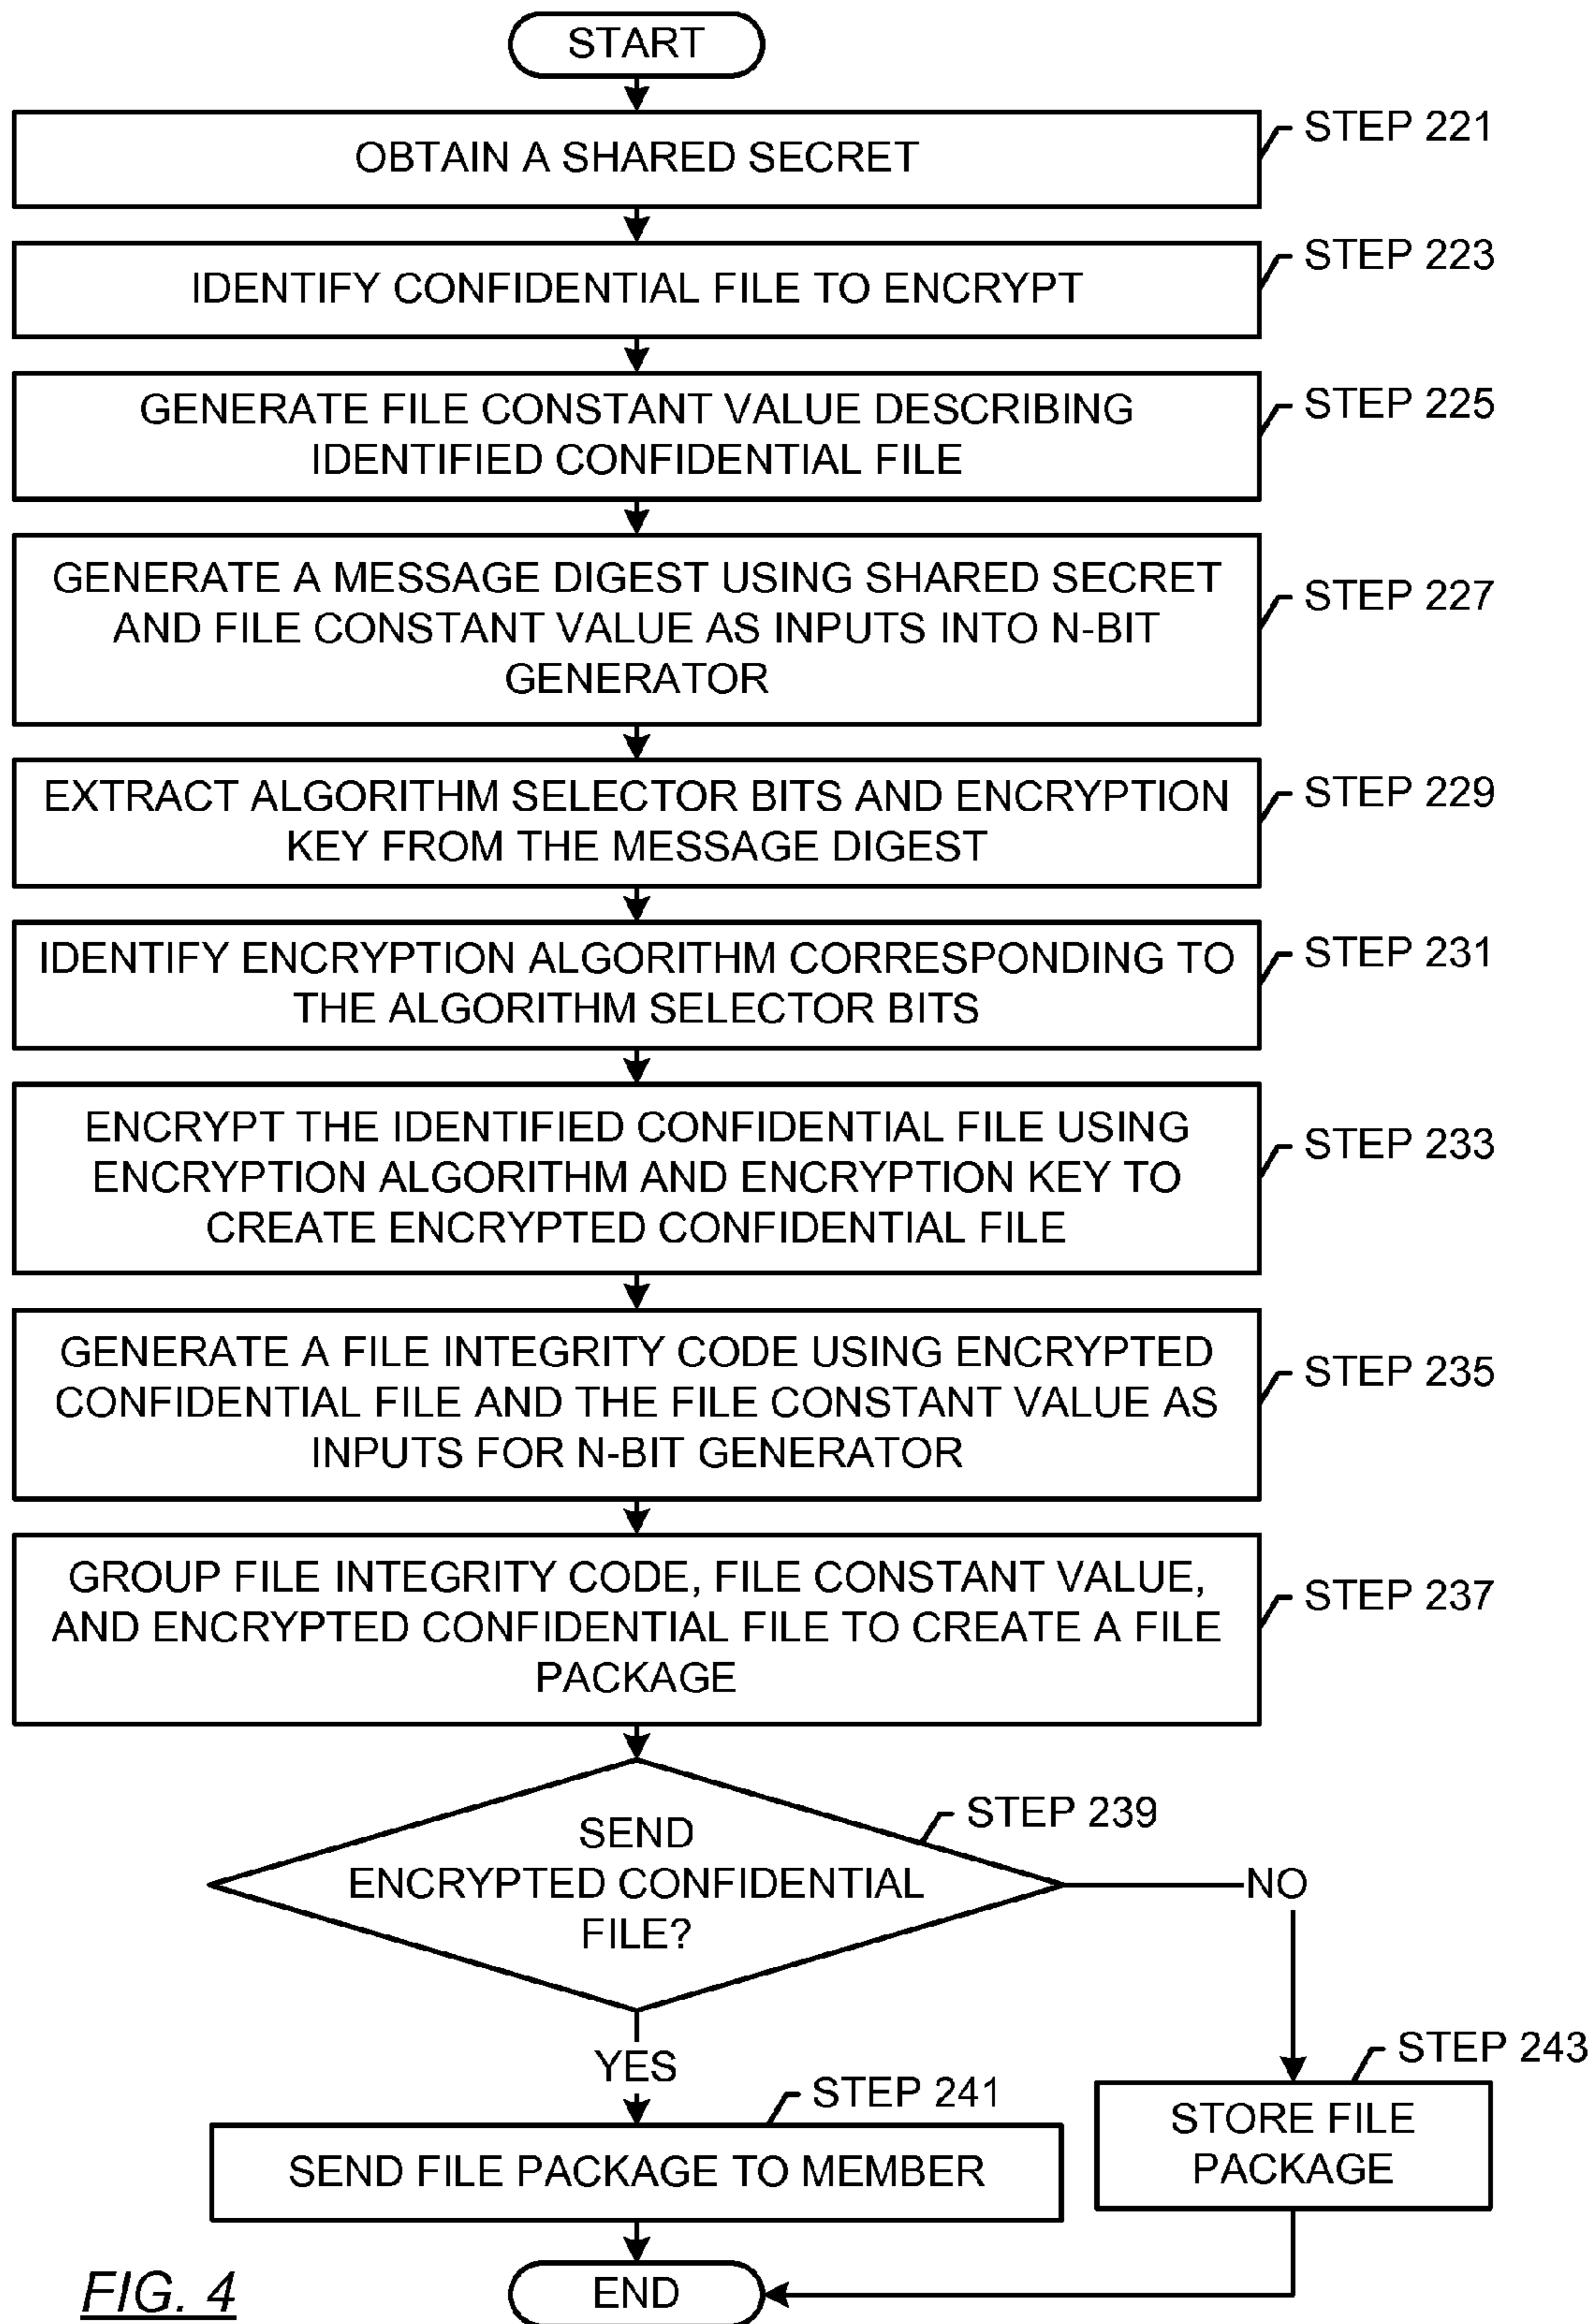 START
OBTAIN A SHARED SECRET
STEP 221
IDENTIFY CONFIDENTIAL FILE TO ENCRYPT
STEP 223
GENERATE FILE CONSTANT VALUE DESCRIBING
IDENTIFIED CONFIDENTIAL FILE
STEP 225
GENERATE A MESSAGE DIGEST USING SHARED SECRET
AND FILE CONSTANT VALUE AS INPUTS INTO N-BIT
GENERATOR
STEP 227
EXTRACT ALGORITHM SELECTOR BITS AND ENCRYPTION
KEY FROM THE MESSAGE DIGEST
STEP 229
IDENTIFY ENCRYPTION ALGORITHM CORRESPONDING TO
THE ALGORITHM SELECTOR BITS
STEP 231
ENCRYPT THE IDENTIFIED CONFIDENTIAL FILE USING
ENCRYPTION ALGORITHM AND ENCRYPTION KEY TO
CREATE ENCRYPTED CONFIDENTIAL FILE
STEP 233
GENERATE A FILE INTEGRITY CODE USING ENCRYPTED
CONFIDENTIAL FILE AND THE FILE CONSTANT VALUE AS
INPUTS FOR N-BIT GENERATOR
STEP 235
GROUP FILE INTEGRITY CODE, FILE CONSTANT VALUE,
AND ENCRYPTED CONFIDENTIAL FILE TO CREATE A FILE
PACKAGE
STEP 237
SEND
ENCRYPTED CONFIDENTIAL
FILE?
STEP 239
NO
YES
STEP 241
SEND FILE PACKAGE TO MEMBER
STEP 243
STORE FILE
PACKAGE
END
FIG. 4